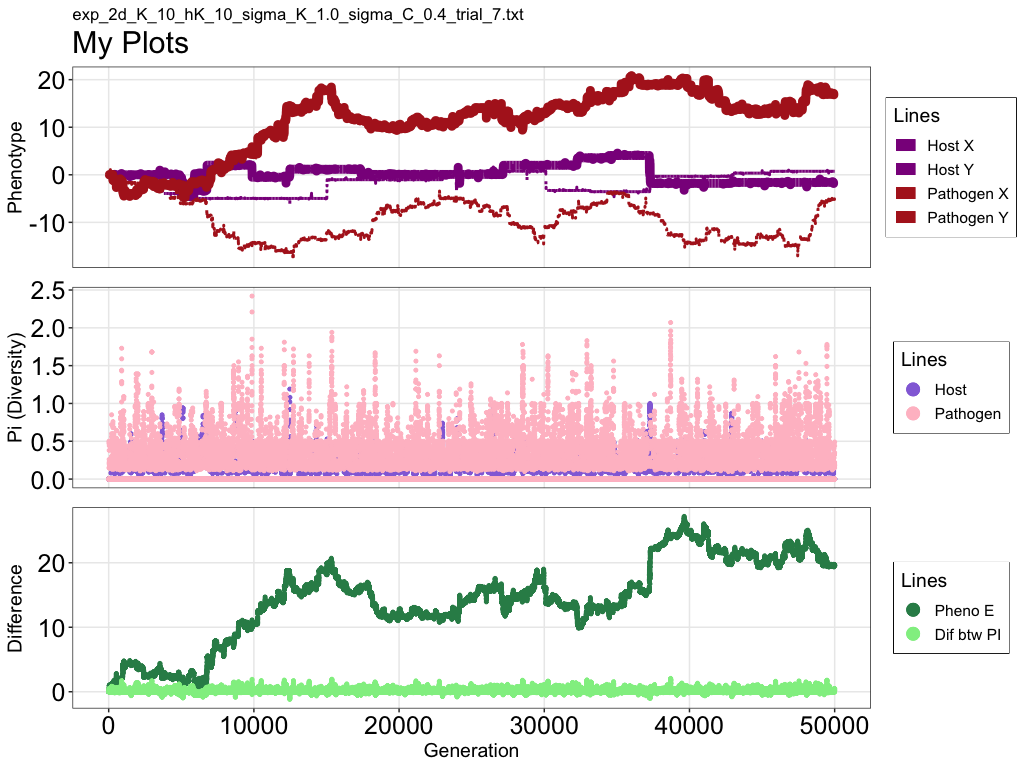 exp_2d_K_10_hK_10_sigma_K_1.0_sigma_C_0.4_trial_7.txt
My Plots
Phenotype
20
10
0
-10
Lines
Host X
Host Y
Pathogen X
Pathogen Y
Pi (Diversity)
2.5
2.0
1.5
1.0
0.5
0.0
Lines
Host
Pathogen
Difference
20
10
0
Lines
Pheno E
Dif btw PI
0 10000 20000 30000 40000 50000
Generation